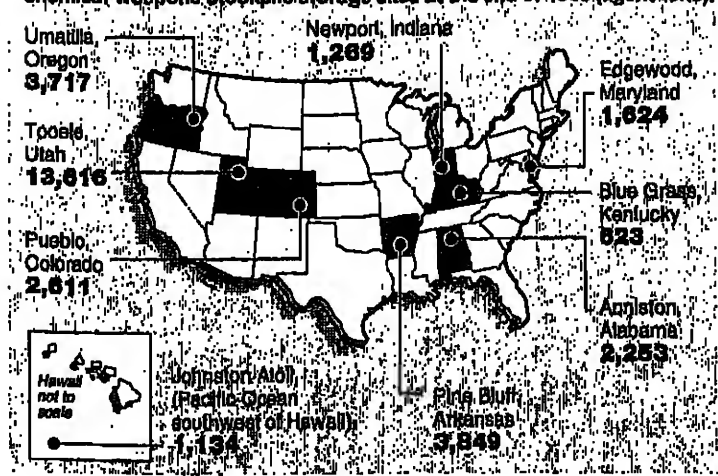 Umatilla,
Oregon
3,717
Tooele,
Utah
13,616
Pueblo,
Colorado
2,611
Newport, Indiana
1,269
Edgewood,
Maryland
1,624
Blue Grass,
Kentucky
523
Anniston,
Alabama
2,253
Pine Bluff,
Arkansas
3,849
Hawaii
not to
scale
Johnston Atoll,
(Pacific Ocean
southwest of Hawaii)
1,134